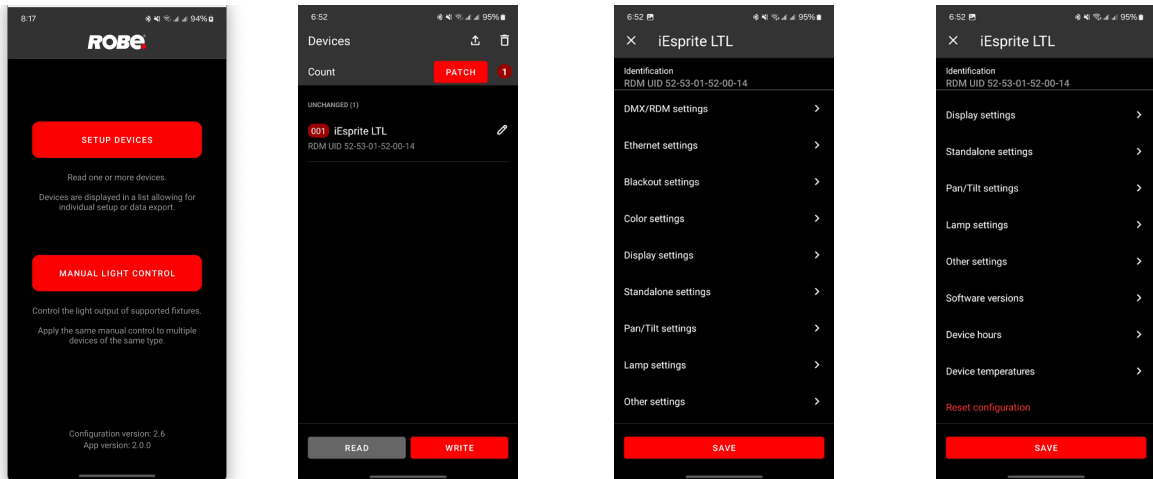 8:17
94%
ROBE
SETUP DEVICES
Read one or more devices.
Devices are displayed in a list allowing for
individual setup or data export.
MANUAL LIGHT CONTROL
Control the light output of supported fixtures.
Apply the same manual control to multiple
devices of the same type.
Configuration version: 2.6
App version: 2.0.0
6:52
95%
Devices
Count
PATCH
1
UNCHANGED (1)
001 iEsprite LTL
RDM UID 52-53-01-52-00-14
READ
WRITE
6:52
95%
iEsprite LTL
Identification
RDM UID 52-53-01-52-00-14
DMX/RDM settings
Ethernet settings
Blackout settings
Color settings
Display settings
Standalone settings
Pan/Tilt settings
Lamp settings
Other settings
SAVE
6:52
95%
iEsprite LTL
Identification
RDM UID 52-53-01-52-00-14
Display settings
Standalone settings
Pan/Tilt settings
Lamp settings
Other settings
Software versions
Device hours
Device temperatures
Reset configuration
SAVE